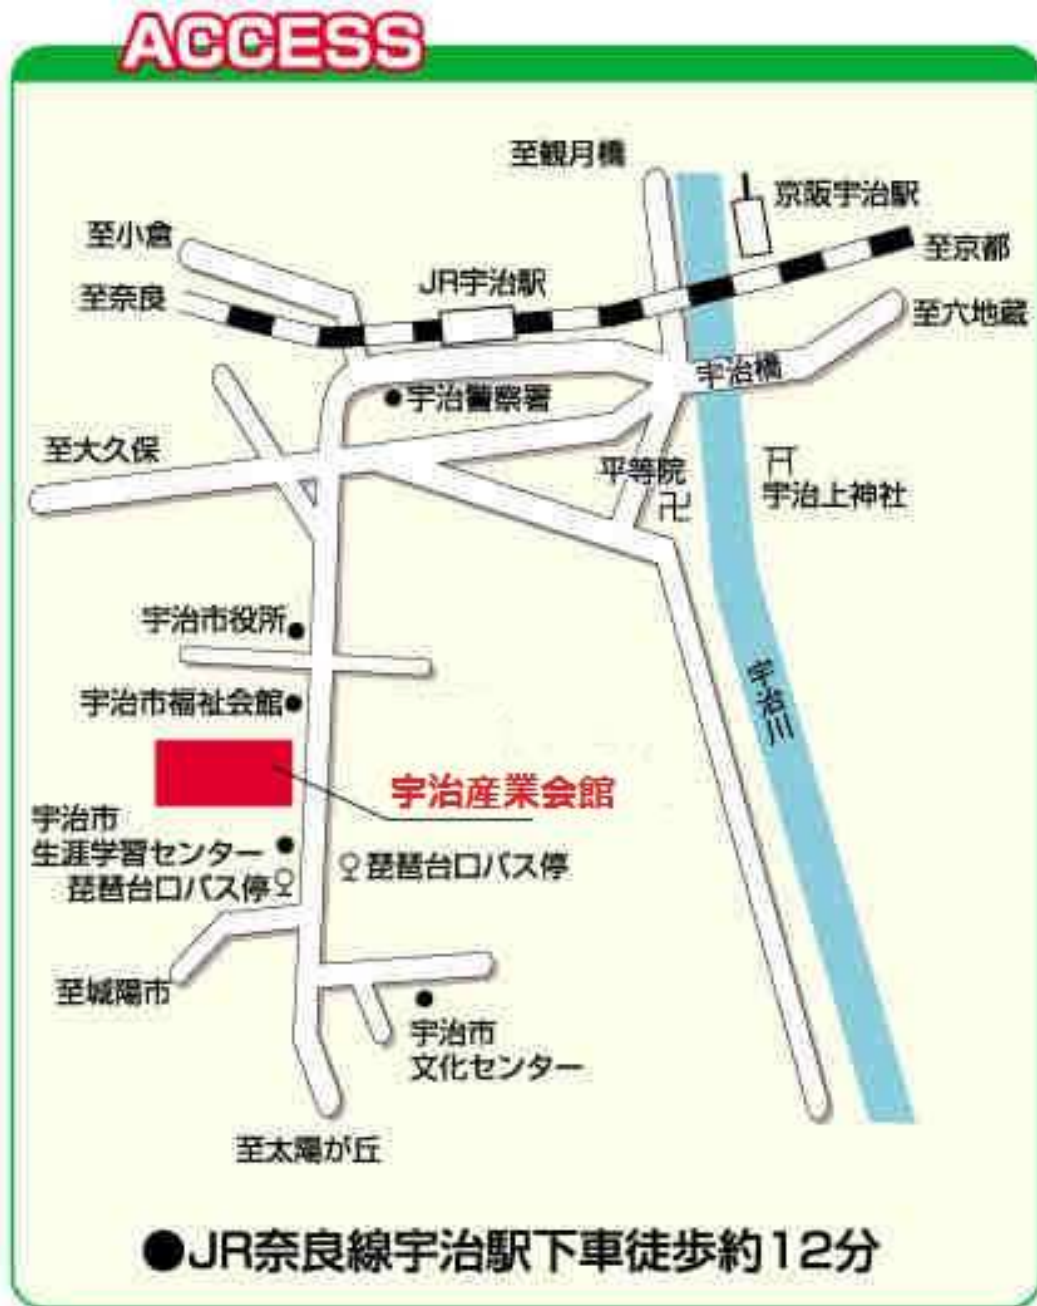 ACCESS
至観月橋
京阪宇治駅
至小倉
至京都
JR宇治駅
至奈良
至六地蔵
宇治橋
宇治警察署
至大久保
平等院
卍
宇治上神社
宇治市役所
宇治川
宇治市福祉会館
宇治産業会館
宇治市
生涯学習センター
琵琶台口バス停
琵琶台口バス停
至城陽市
宇治市
文化センター
至太陽が丘
●JR奈良線宇治駅下車徒歩約12分